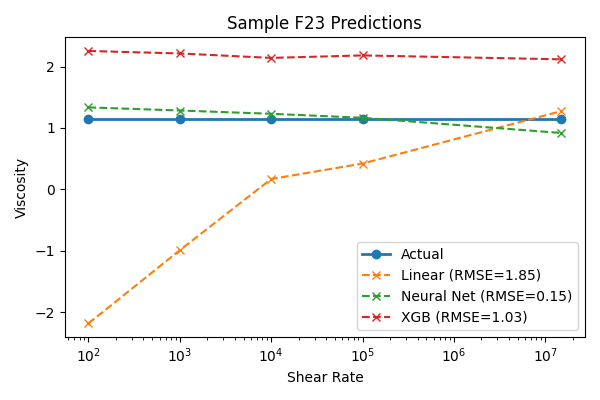 Sample F23 Predictions
Viscosity
2
1
0
−1
−2
Actual
Linear (RMSE=1.85)
Neural Net (RMSE=0.15)
XGB (RMSE=1.03)
10²
10³
10⁴
10⁵
10⁶
10⁷
Shear Rate